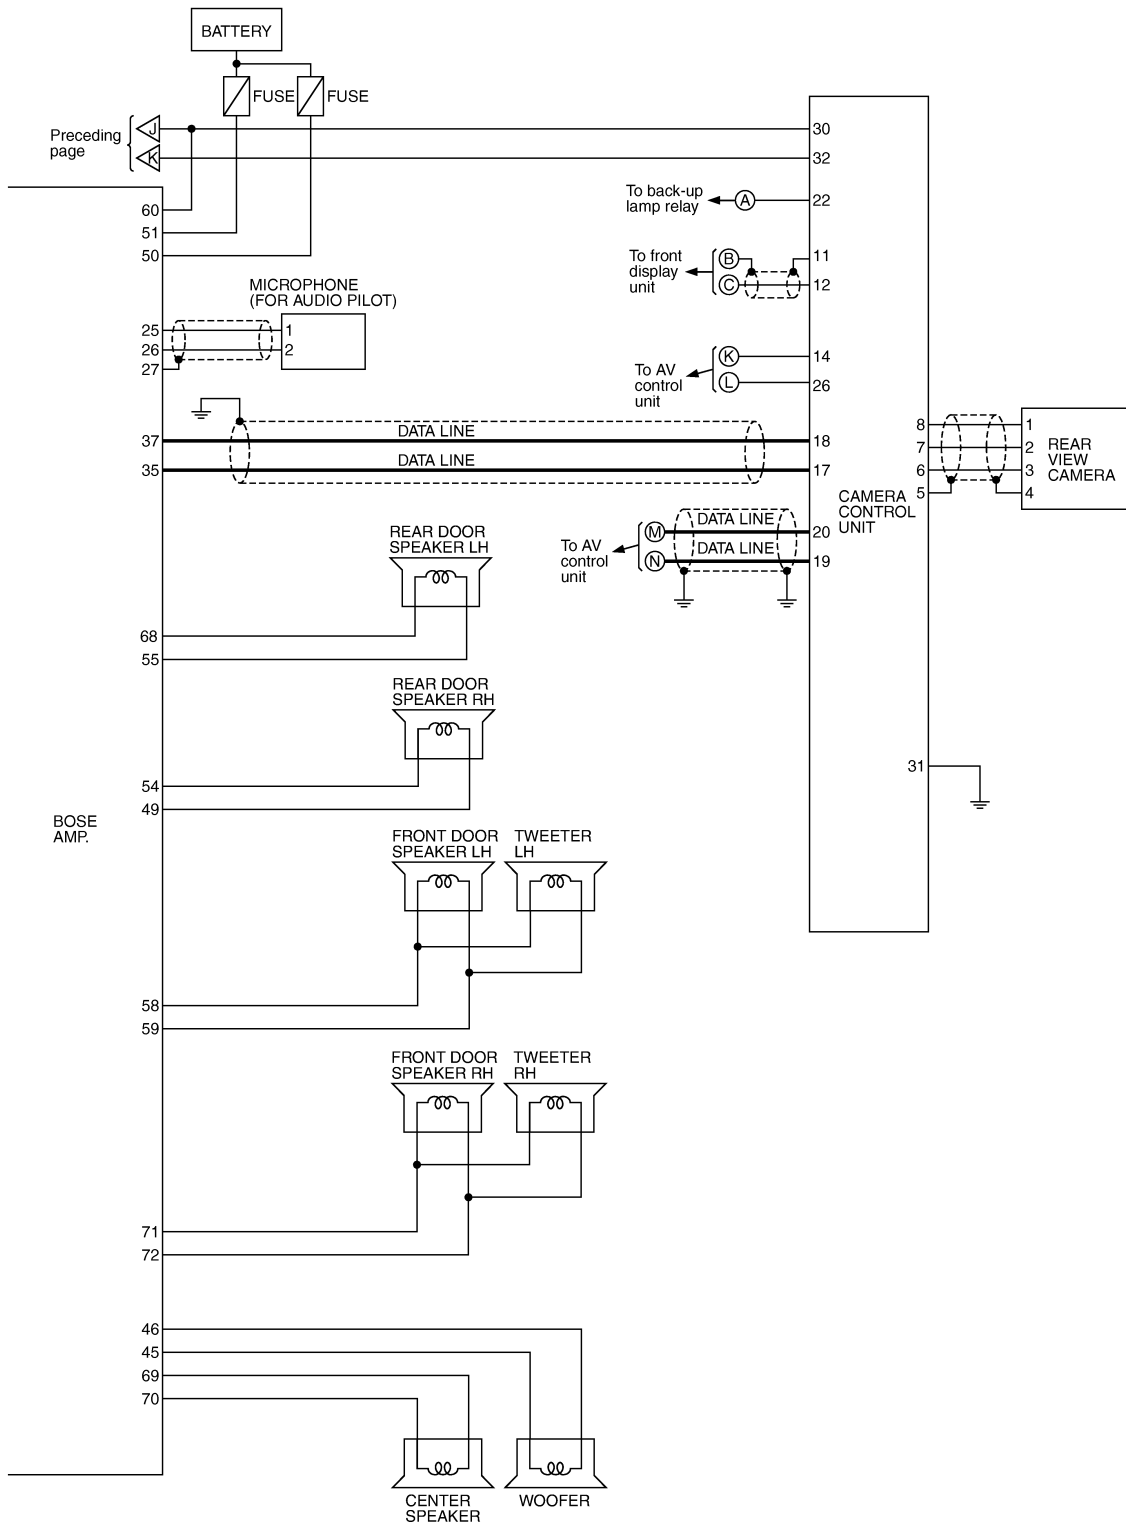 BATTERY
FUSE
FUSE
Preceding
page
J
K
30
32
60
51
50
To back-up
lamp relay
A
22
To front
display
unit
B
C
11
12
MICROPHONE
(FOR AUDIO PILOT)
25
26
27
1
2
To AV
control
unit
K
L
14
26
37
35
DATA LINE
DATA LINE
18
17
8
7
6
5
1
2
3
4
REAR
VIEW
CAMERA
CAMERA
CONTROL
UNIT
To AV
control
unit
M
N
DATA LINE
DATA LINE
20
19
REAR DOOR
SPEAKER LH
68
55
REAR DOOR
SPEAKER RH
54
49
31
BOSE
AMP.
FRONT DOOR
SPEAKER LH
TWEETER
LH
58
59
FRONT DOOR
SPEAKER RH
TWEETER
RH
71
72
46
45
69
70
CENTER
SPEAKER
WOOFER